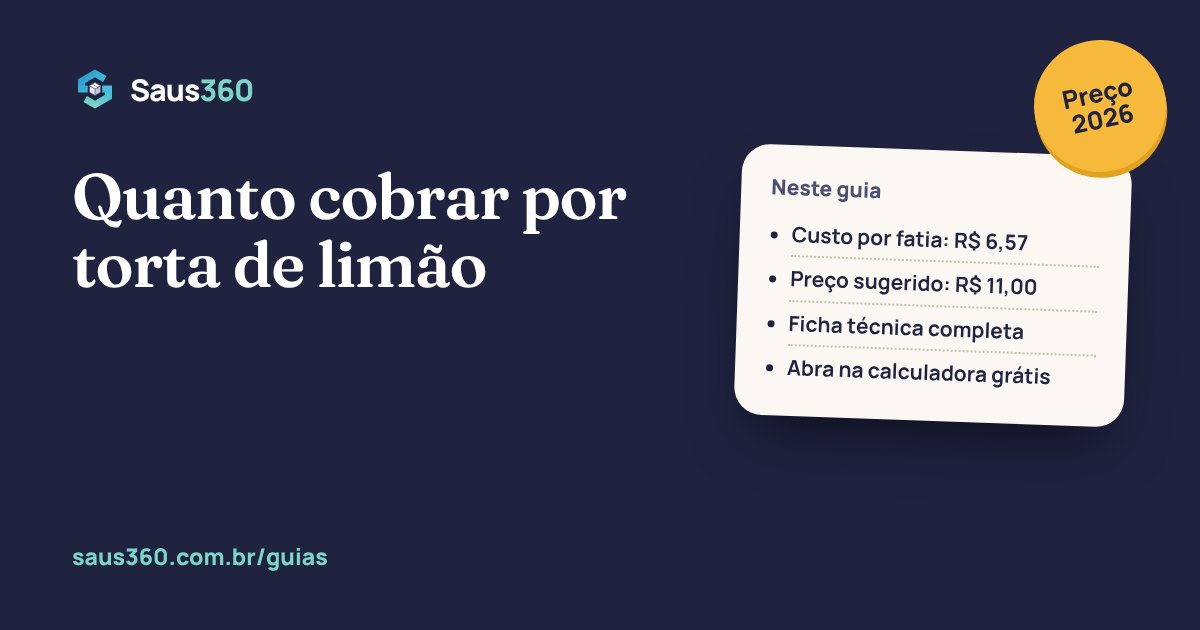 Saus360
Quanto cobrar por
torta de limão
Preço
2026
Neste guia
Custo por fatia: R$ 6,57
Preço sugerido: R$ 11,00
Ficha técnica completa
Abra na calculadora grátis
saus360.com.br/guias